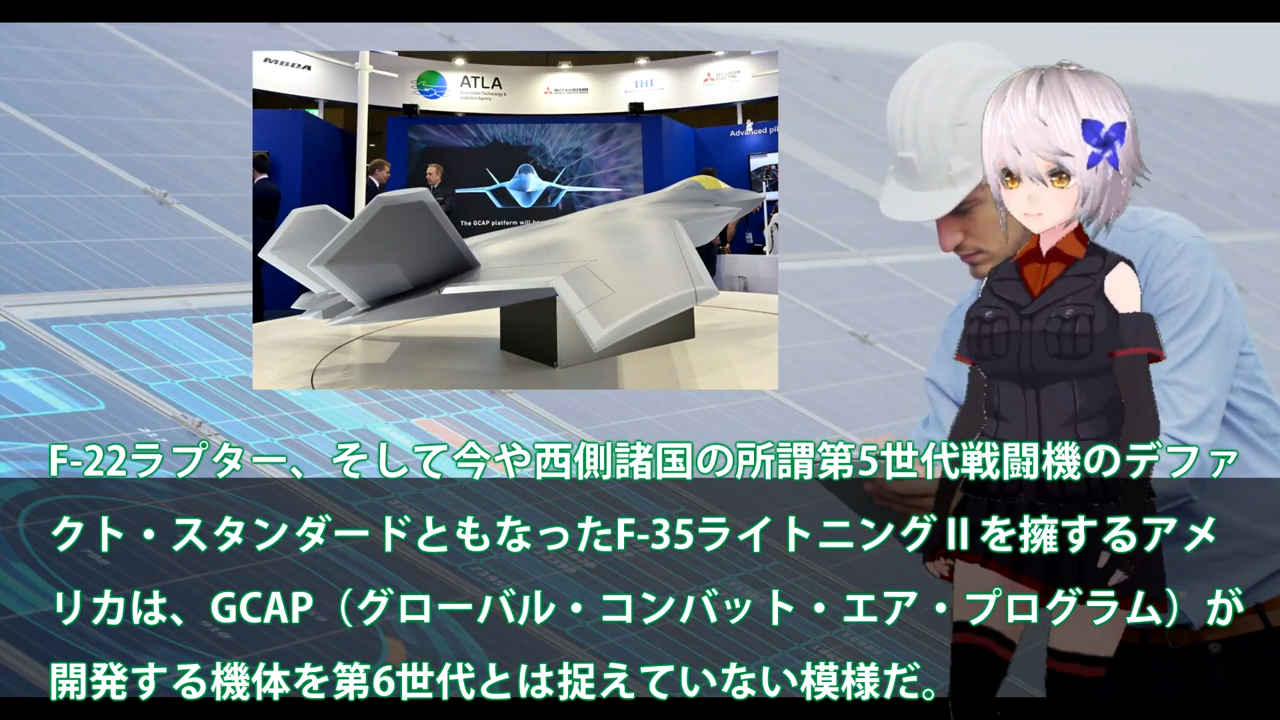 MBDA
ATLA
Acquisition Technology &
Logistics Agency
MITSUBISHI
IHI
MITSUBISHI
ELECTRIC
Advanced pil
The GCAP platform will
F-22ラプター、そして今や西側諸国の所謂第5世代戦闘機のデファ
クト・スタンダードともなったF-35ライトニングⅡを擁するアメ
リカは、GCAP（グローバル・コンバット・エア・プログラム）が
開発する機体を第6世代とは捉えていない模様だ。